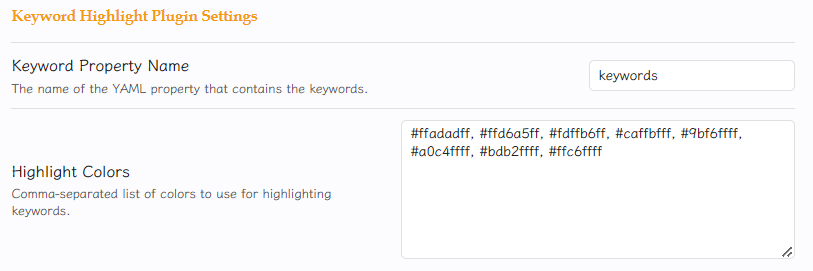 Keyword Highlight Plugin Settings
Keyword Property Name
The name of the YAML property that contains the keywords.
keywords
Highlight Colors
Comma-separated list of colors to use for highlighting
keywords.
#ffadadff, #ffd6a5ff, #fdffb6ff, #caffbfff, #9bf6ffff,
#a0c4ffff, #bdb2ffff, #ffc6ffff